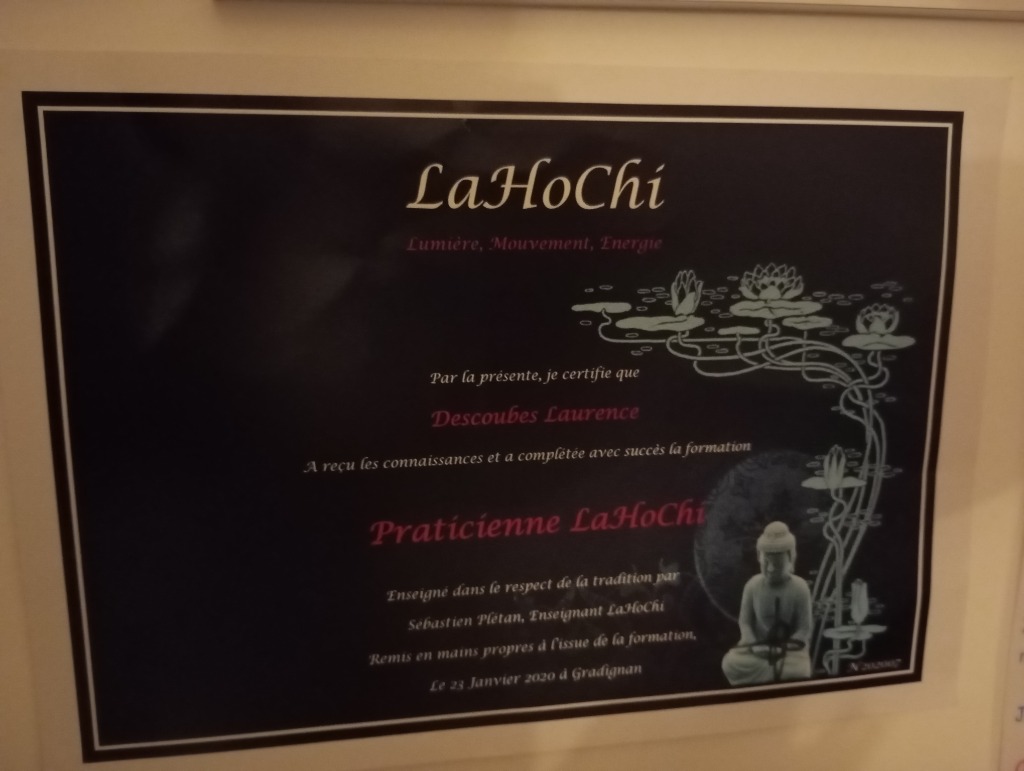 LaHoChi
Lumière, Mouvement, Energie
Par la présente, je certifie que
Descoubes Laurence
A reçu les connaissances et a complétée avec succès la formation
Praticienne LaHoChi
Enseigné dans le respect de la tradition par
Sébastien Plétan, Enseignant LaHoChi
Remis en mains propres à l'issue de la formation,
Le 23 Janvier 2020 à Gradignan